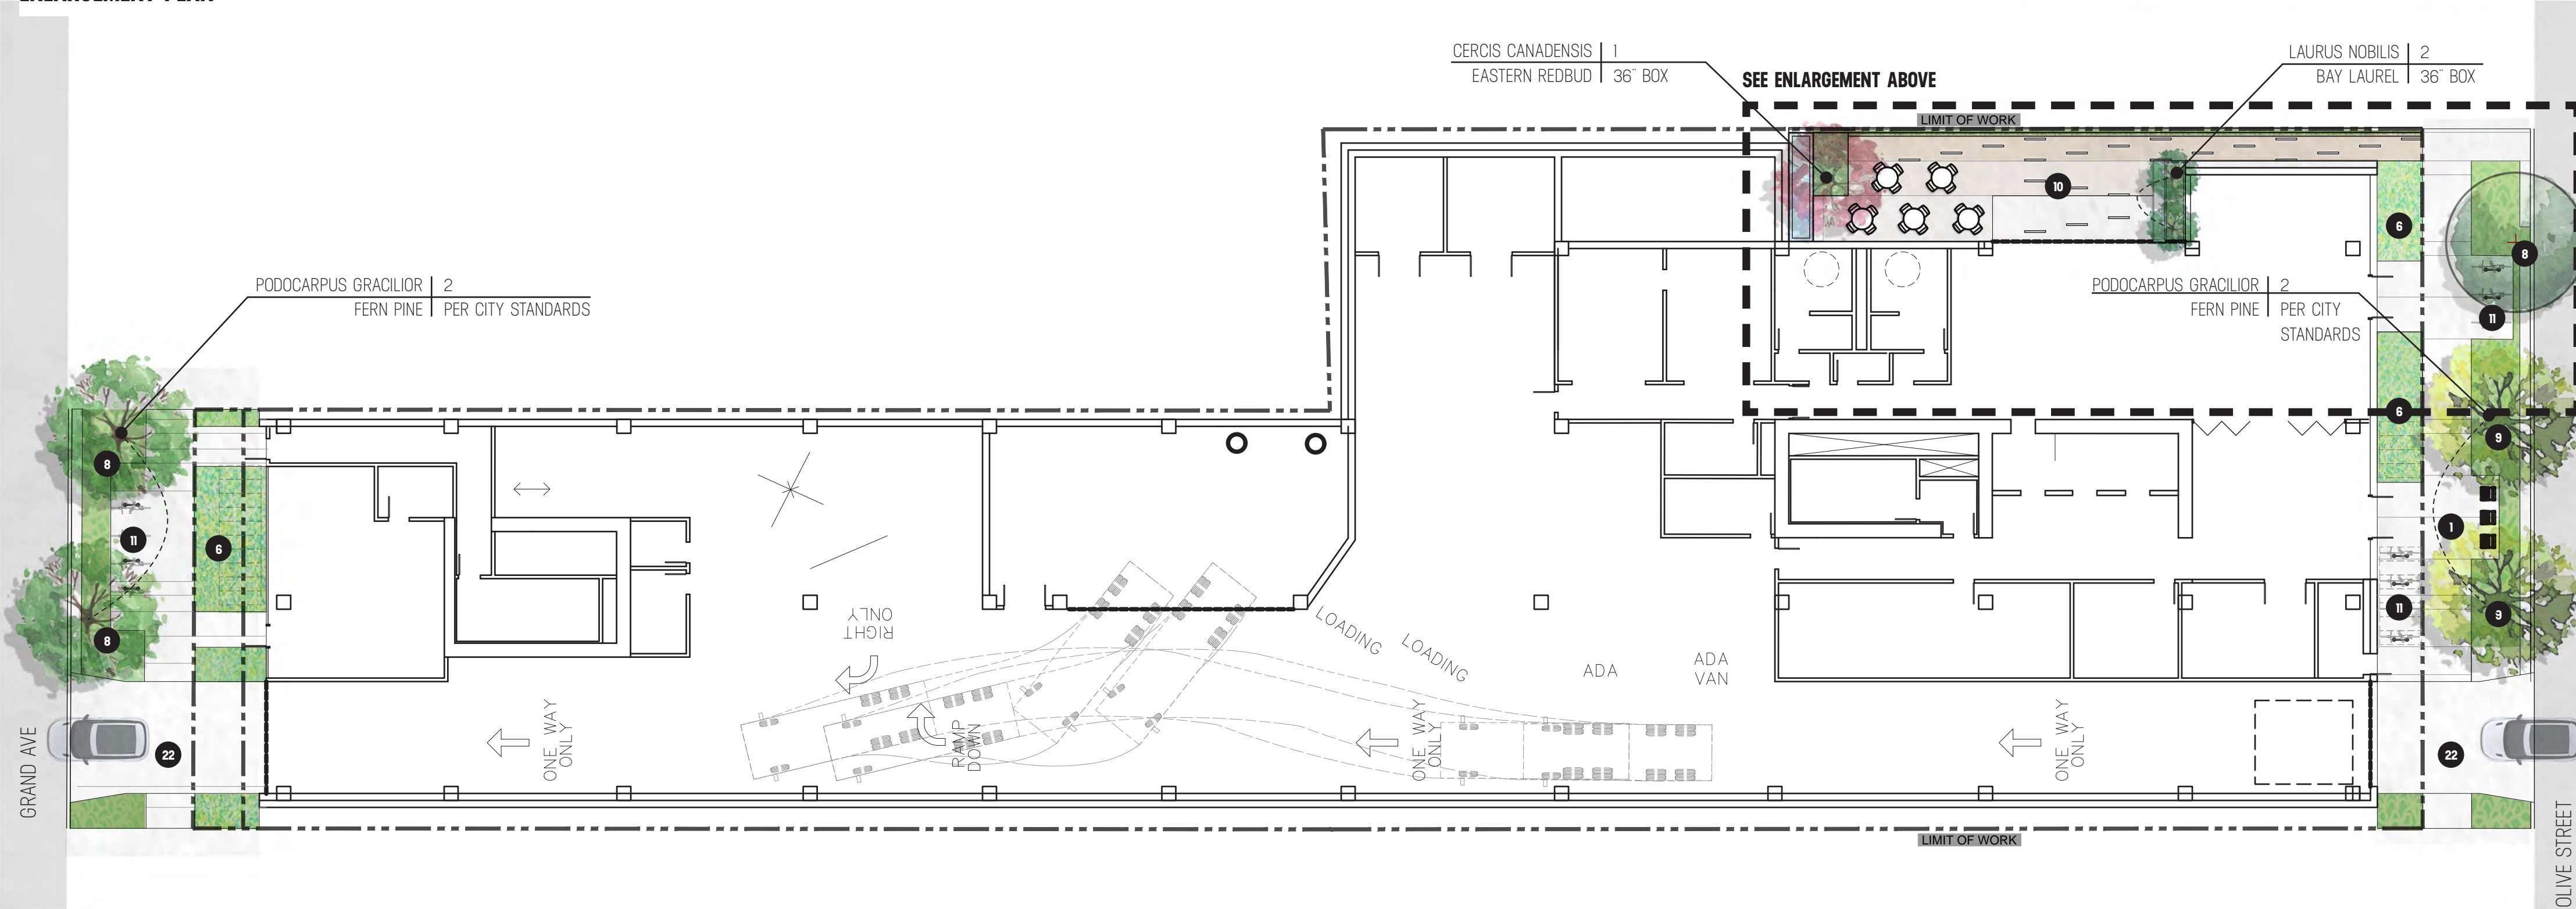 ENLARGEMENT PLAN
CERCIS CANADENSIS 1
EASTERN REDBUD 36" BOX
SEE ENLARGEMENT ABOVE
LAURUS NOBILIS 2
BAY LAUREL 36" BOX
LIMIT OF WORK
10
6
8
11
PODOCARPUS GRACILIOR 2
FERN PINE PER CITY STANDARDS
PODOCARPUS GRACILIOR 2
FERN PINE PER CITY
STANDARDS
6
9
8
11
6
1
11
9
8
RIGHT
ONLY
LOADING
LOADING
ADA
ADA
VAN
ONE WAY
ONLY
RAMP
DOWN
ONE WAY
ONLY
ONE WAY
ONLY
22
22
GRAND AVE
OLIVE STREET
LIMIT OF WORK